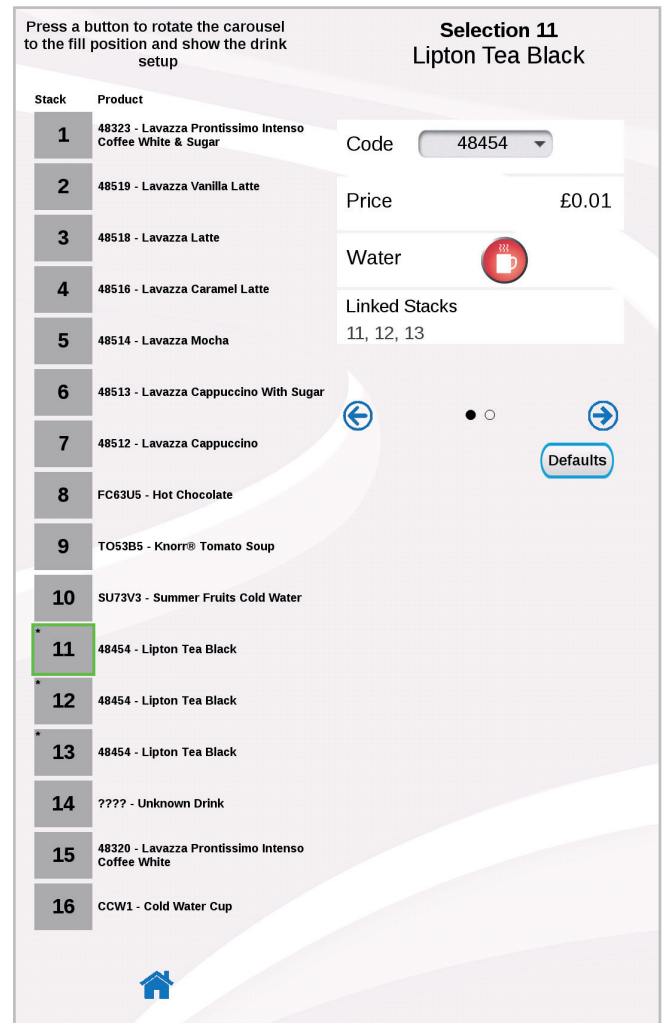 Press a button to rotate the carousel
to the fill position and show the drink
setup
Selection 11
Lipton Tea Black
Stack Product
1 48323 - Lavazza Prontissimo Intenso
Coffee White & Sugar
2 48519 - Lavazza Vanilla Latte
3 48518 - Lavazza Latte
4 48516 - Lavazza Caramel Latte
5 48514 - Lavazza Mocha
6 48513 - Lavazza Cappuccino With Sugar
7 48512 - Lavazza Cappuccino
8 FC63U5 - Hot Chocolate
9 TO53B5 - Knorr® Tomato Soup
10 SU73V3 - Summer Fruits Cold Water
* 11 48454 - Lipton Tea Black
* 12 48454 - Lipton Tea Black
* 13 48454 - Lipton Tea Black
14 ???? - Unknown Drink
15 48320 - Lavazza Prontissimo Intenso
Coffee White
16 CCW1 - Cold Water Cup
Code 48454
Price £0.01
Water
Linked Stacks
11, 12, 13
Defaults